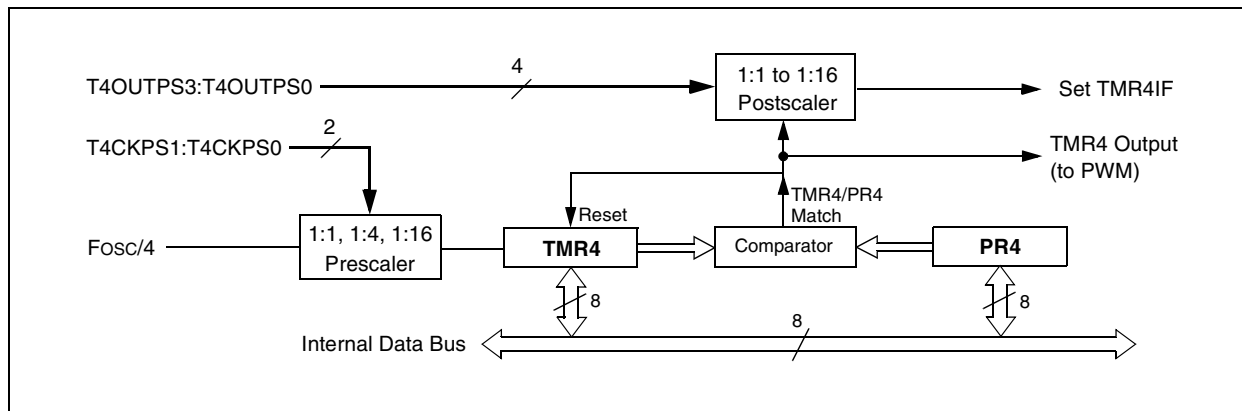 T4OUTPS3:T4OUTPS0
4
1:1 to 1:16
Postscaler
Set TMR4IF
T4CKPS1:T4CKPS0
2
TMR4 Output
(to PWM)
TMR4/PR4
Match
Reset
FOSC/4
1:1, 1:4, 1:16
Prescaler
TMR4
Comparator
PR4
8
8
8
Internal Data Bus